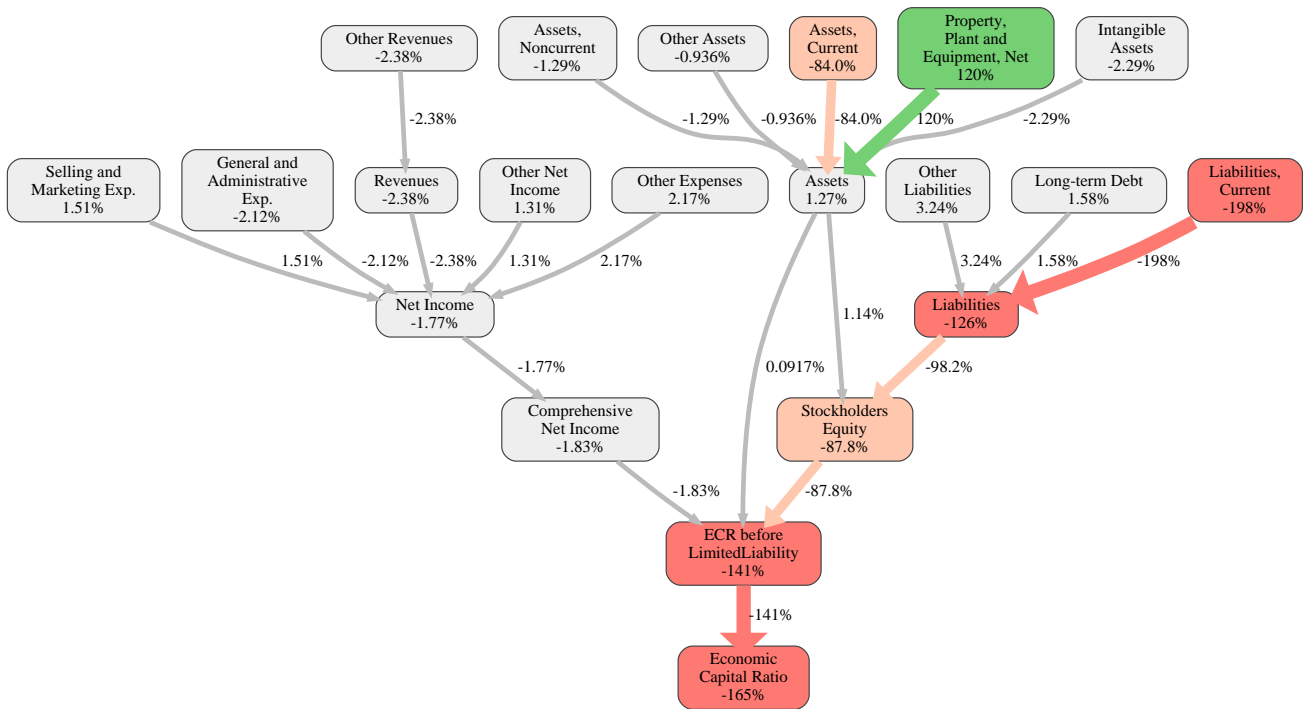 Other Revenues
-2.38%
Assets,
Noncurrent
-1.29%
Other Assets
-0.936%
Assets,
Current
-84.0%
Property,
Plant and
Equipment, Net
120%
Intangible
Assets
-2.29%
-2.38%
-1.29%
-0.936%
-84.0%
120%
-2.29%
Selling and
Marketing Exp.
1.51%
General and
Administrative
Exp.
-2.12%
Revenues
-2.38%
Other Net
Income
1.31%
Other Expenses
2.17%
Assets
1.27%
Other
Liabilities
3.24%
Long-term Debt
1.58%
Liabilities,
Current
-198%
1.51%
-2.12%
-2.38%
1.31%
2.17%
3.24%
1.58%
-198%
Net Income
-1.77%
1.14%
Liabilities
-126%
-1.77%
0.0917%
-98.2%
Comprehensive
Net Income
-1.83%
Stockholders
Equity
-87.8%
-1.83%
-87.8%
ECR before
LimitedLiability
-141%
-141%
Economic
Capital Ratio
-165%